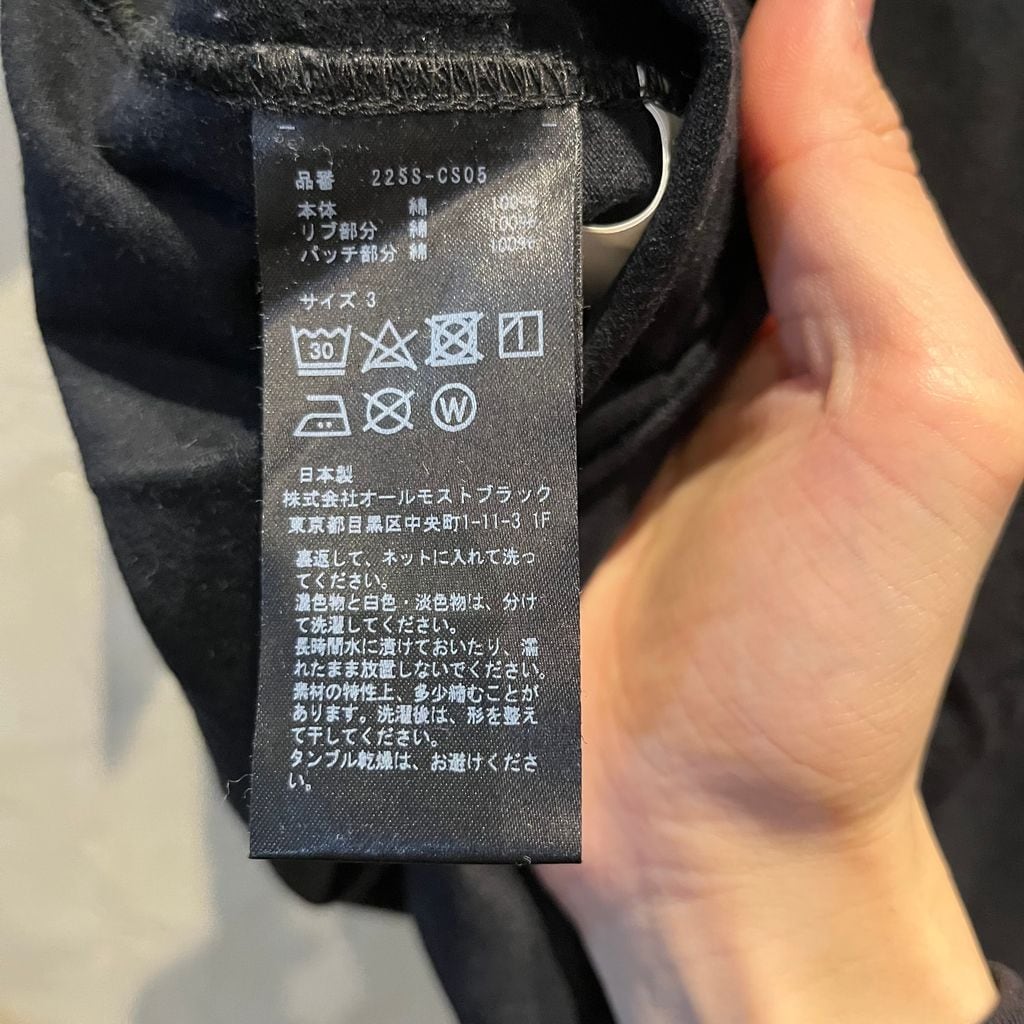 品番 225S-CS05
本体 綿 100%
リブ部分 綿 100%
パッチ部分 綿 100%
サイズ 3
30
W
日本製
株式会社オールモストブラック
東京都目黒区中央町1-11-3 1F
裏返して、ネットに入れて洗っ
てください。
濃色物と白色・淡色物は、分け
て洗濯してください。
長時間水に漬けておいたり、濡
れたまま放置しないでください。
素材の特性上、多少縮むことが
あります。洗濯後は、形を整え
て干してください。
タンブル乾燥は、お避けくださ
い。